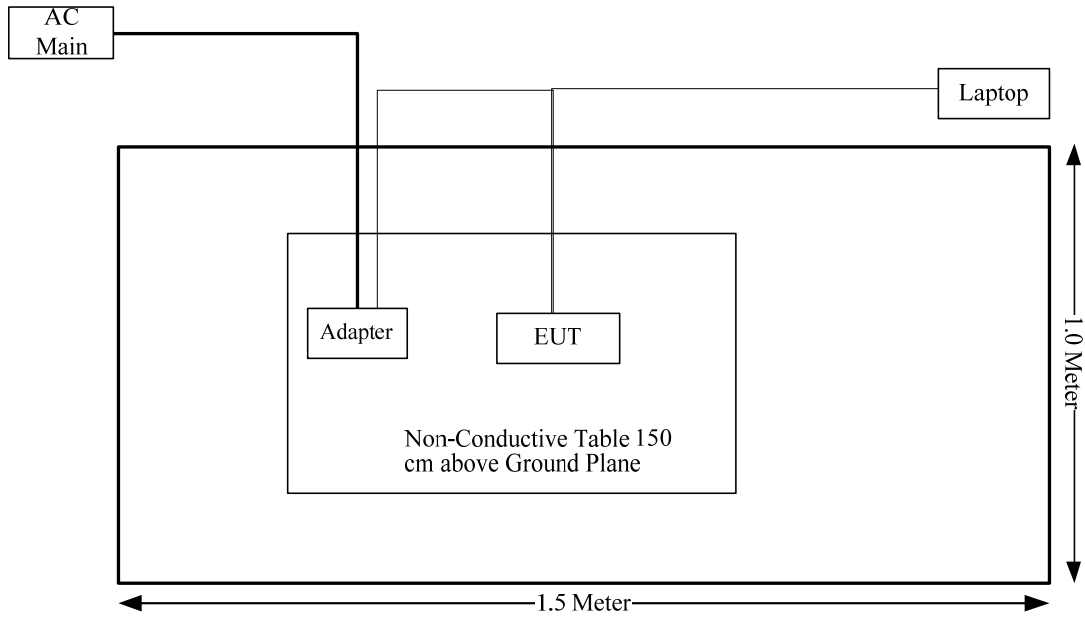 AC
Main
Laptop
Adapter
EUT
Non-Conductive Table 150
cm above Ground Plane
1.0 Meter
1.5 Meter